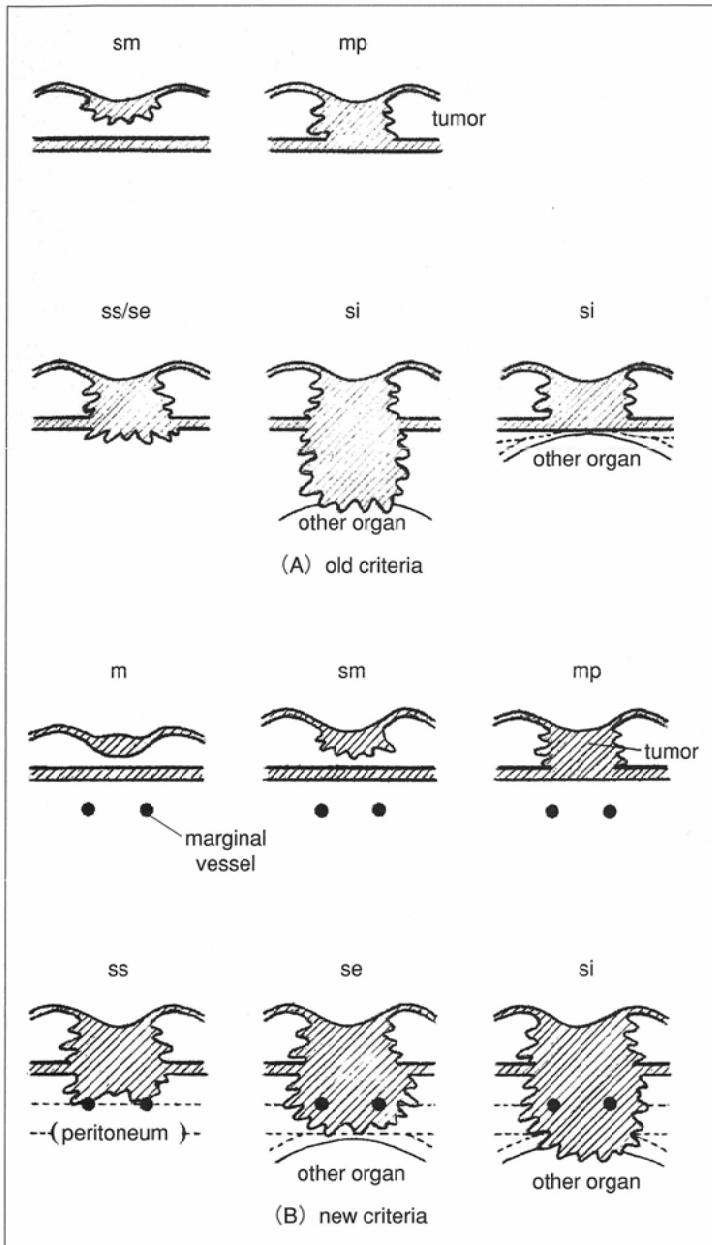 sm mp
tumor
ss/se si si
other organ
other organ
(A) old criteria
m sm mp
tumor
marginal
vessel
ss se si
(peritoneum)
other organ
other organ
(B) new criteria